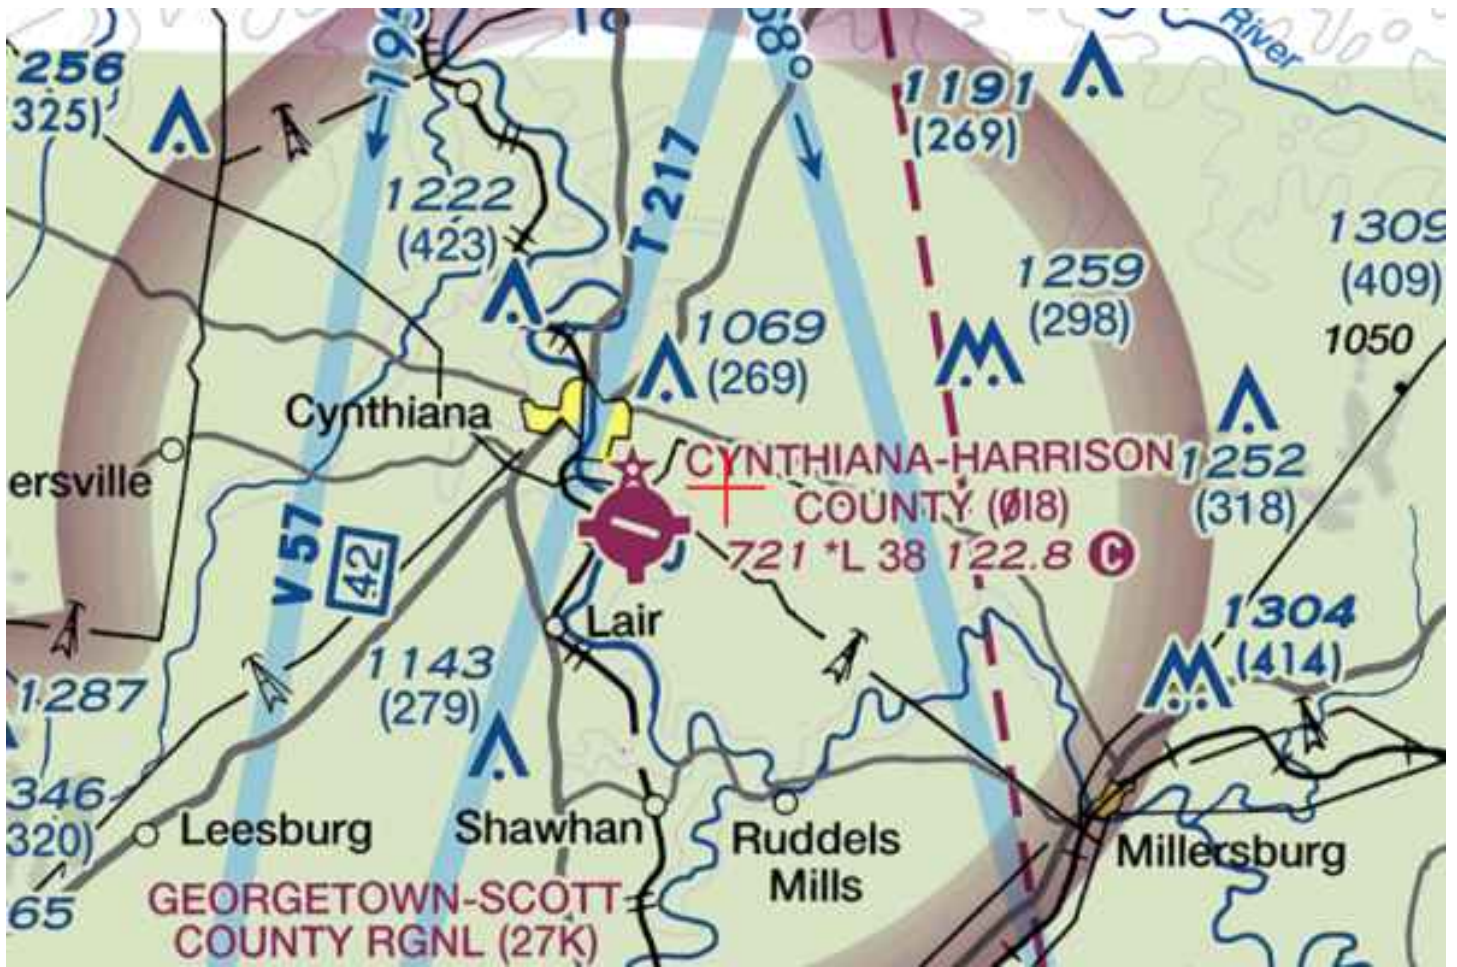 195
To
River
256
(325)
1191
(269)
T 217
1222
(423)
1309
(409)
1259
(298)
1069
(269)
1050
Cynthiana
ersville
CYNTHIANA-HARRISON
COUNTY (Ø18)
721 *L 38 122.8 C
1252
(318)
V 57
42
Lair
1304
(414)
1143
(279)
1287
346
320)
Leesburg
Shawhan
Ruddels
Mills
Millersburg
65
GEORGETOWN-SCOTT
COUNTY RGNL (27K)